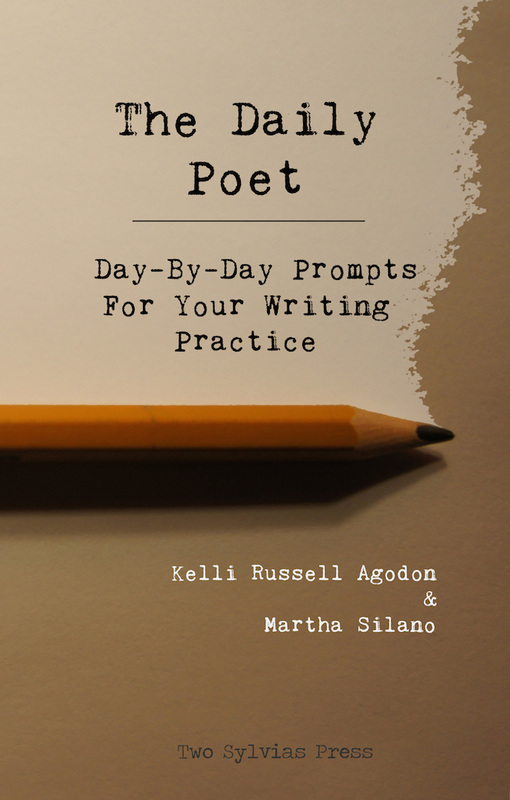 The Daily
Poet
Day-By-Day Prompts
For Your Writing
Practice
Kelli Russell Agodon
&
Martha Silano
Two Sylvias Press